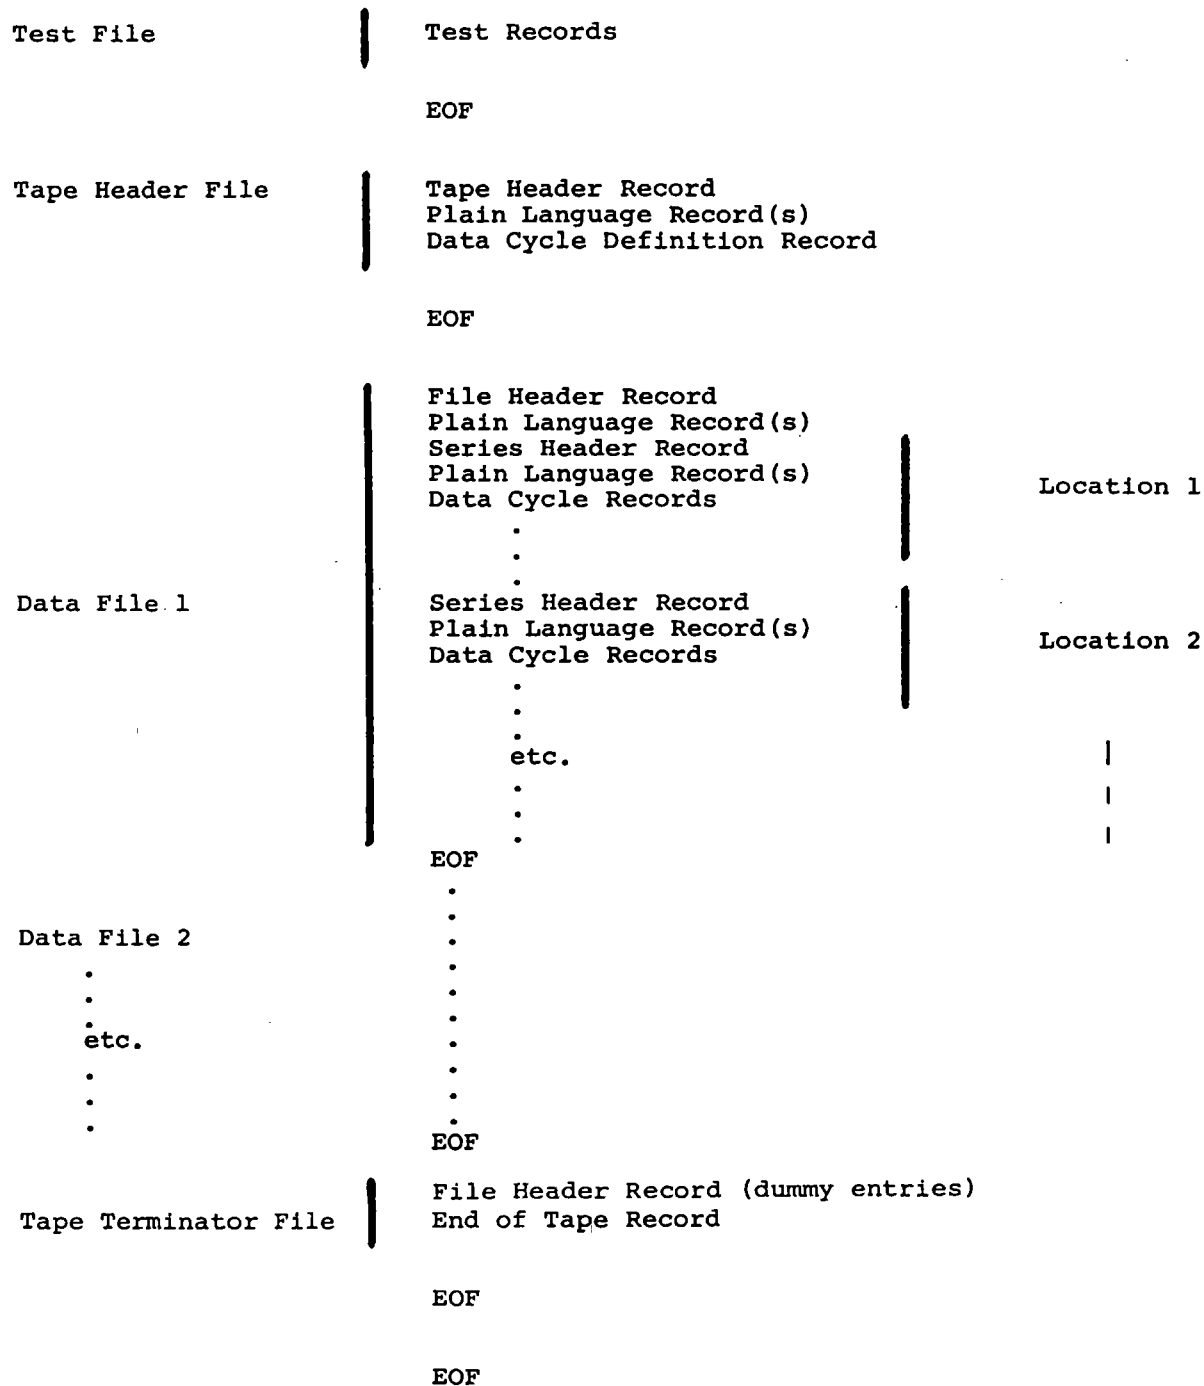 Test File Test Records
EOF
Tape Header File Tape Header Record
Plain Language Record(s)
Data Cycle Definition Record
EOF
File Header Record
Plain Language Record(s)
Series Header Record
Plain Language Record(s)
Data Cycle Records
Location 1
.
.
.
Data File 1 Series Header Record
Plain Language Record(s)
Data Cycle Records
Location 2
.
.
.
etc.
.
.
.
EOF
.
.
Data File 2
.
.
.
etc.
.
.
.
EOF
File Header Record (dummy entries)
Tape Terminator File End of Tape Record
EOF
EOF